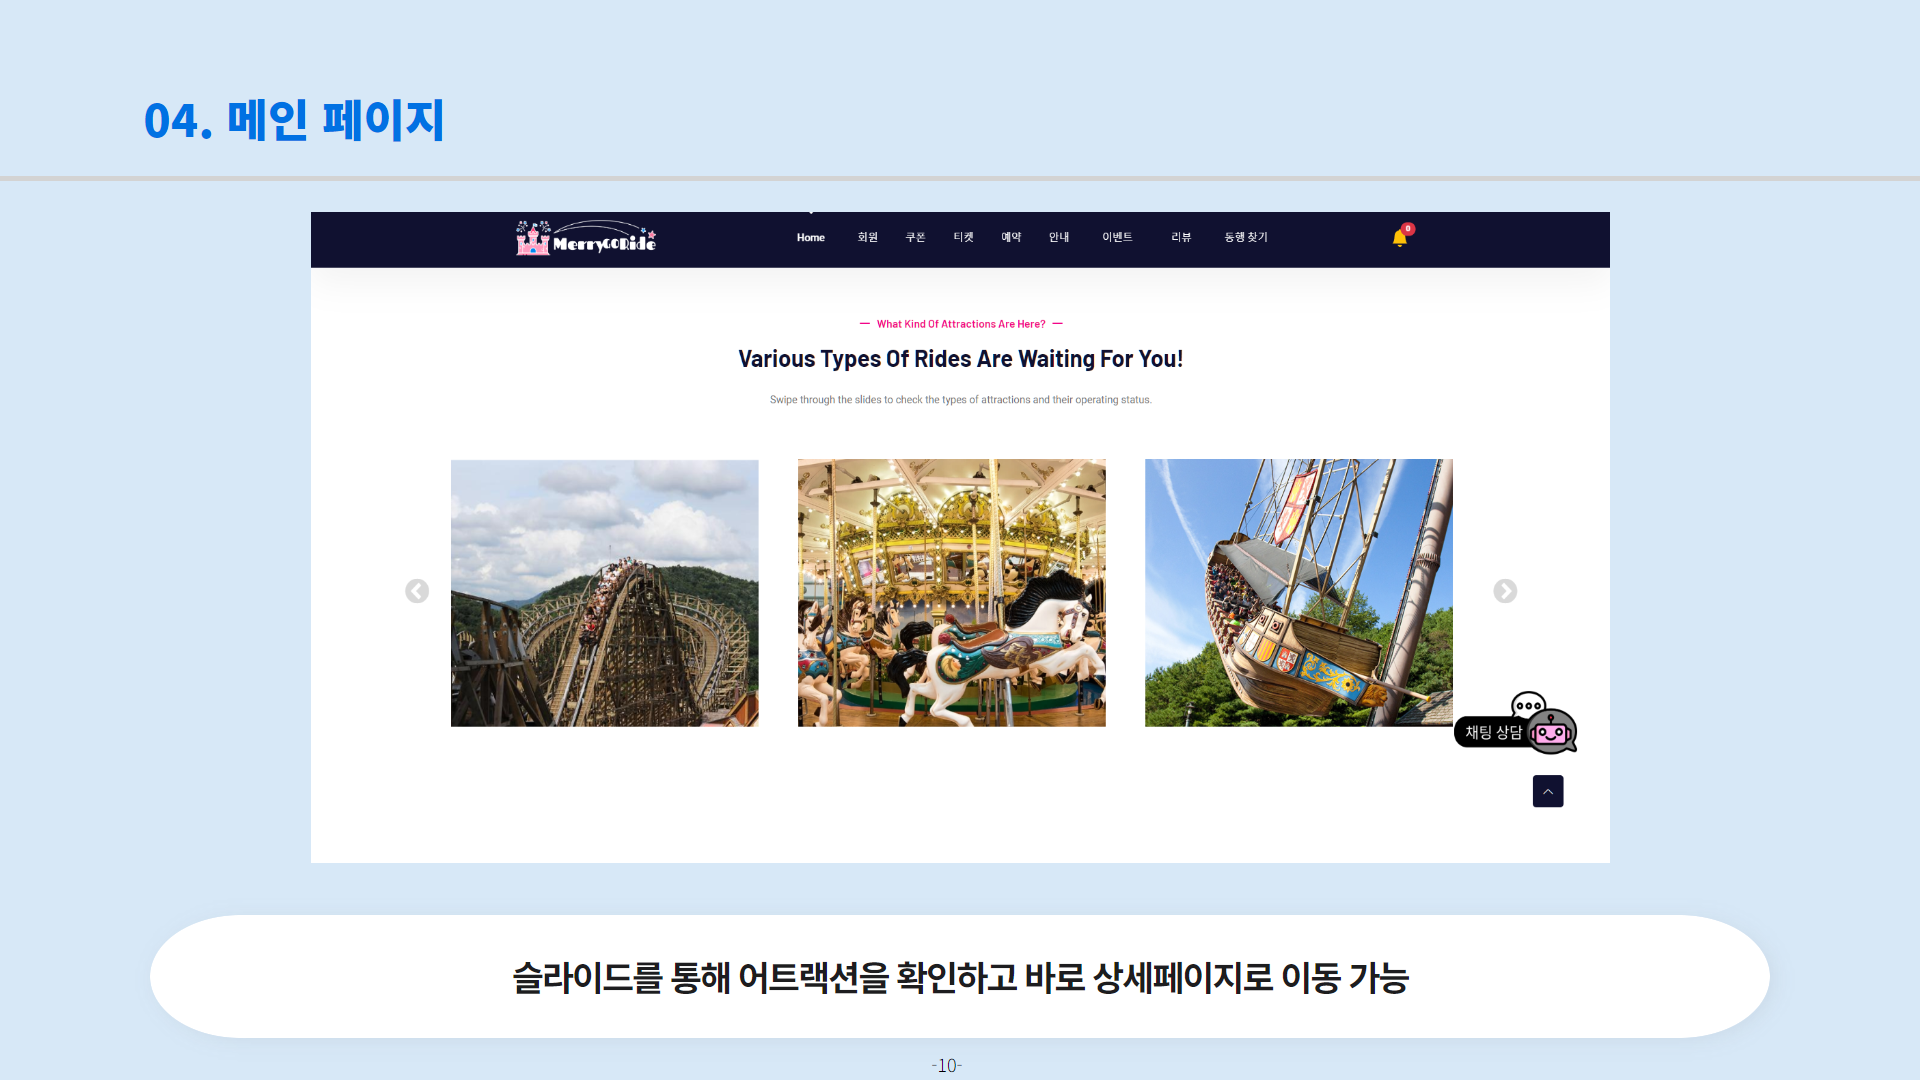 04. 메인 페이지
MerryGoRide
Home 회원 쿠폰 티켓 예약 안내 이벤트 리뷰 동행 찾기
0
What Kind Of Attractions Are Here?
Various Types Of Rides Are Waiting For You!
Swipe through the slides to check the types of attractions and their operating status.
채팅 상담
슬라이드를 통해 어트랙션을 확인하고 바로 상세페이지로 이동 가능
-10-